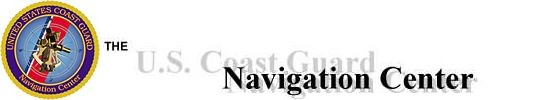 UNITED STATES COAST GUARD
Navigation Center
THE
U.S. Coast Guard
Navigation Center